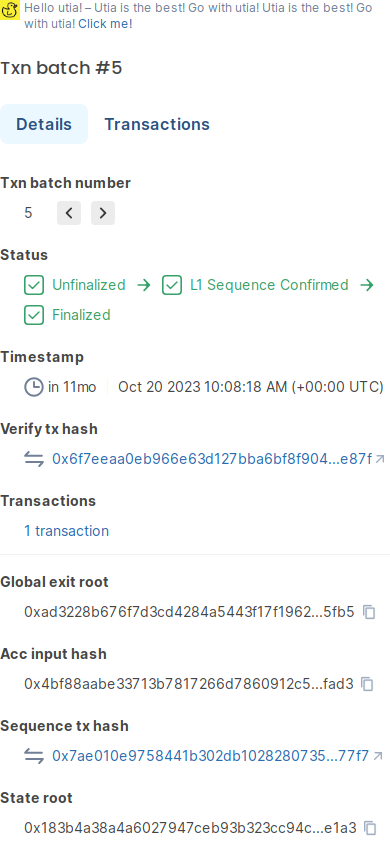 Hello utia! – Utia is the best! Go with utia! Utia is the best! Go
with utia! Click me!
Txn batch #5
Details Transactions
Txn batch number
5
Status
Unfinalized → L1 Sequence Confirmed →
Finalized
Timestamp
in 11mo Oct 20 2023 10:08:18 AM (+00:00 UTC)
Verify tx hash
0x6f7eeaa0eb966e63d127bba6bf8f904...e87f
Transactions
1 transaction
Global exit root
0xad3228b676f7d3cd4284a5443f17f1962...5fb5
Acc input hash
0x4bf88aabe33713b7817266d7860912c5...fad3
Sequence tx hash
0x7ae010e9758441b302db1028280735...77f7
State root
0x183b4a38a4a6027947ceb93b323cc94c...e1a3